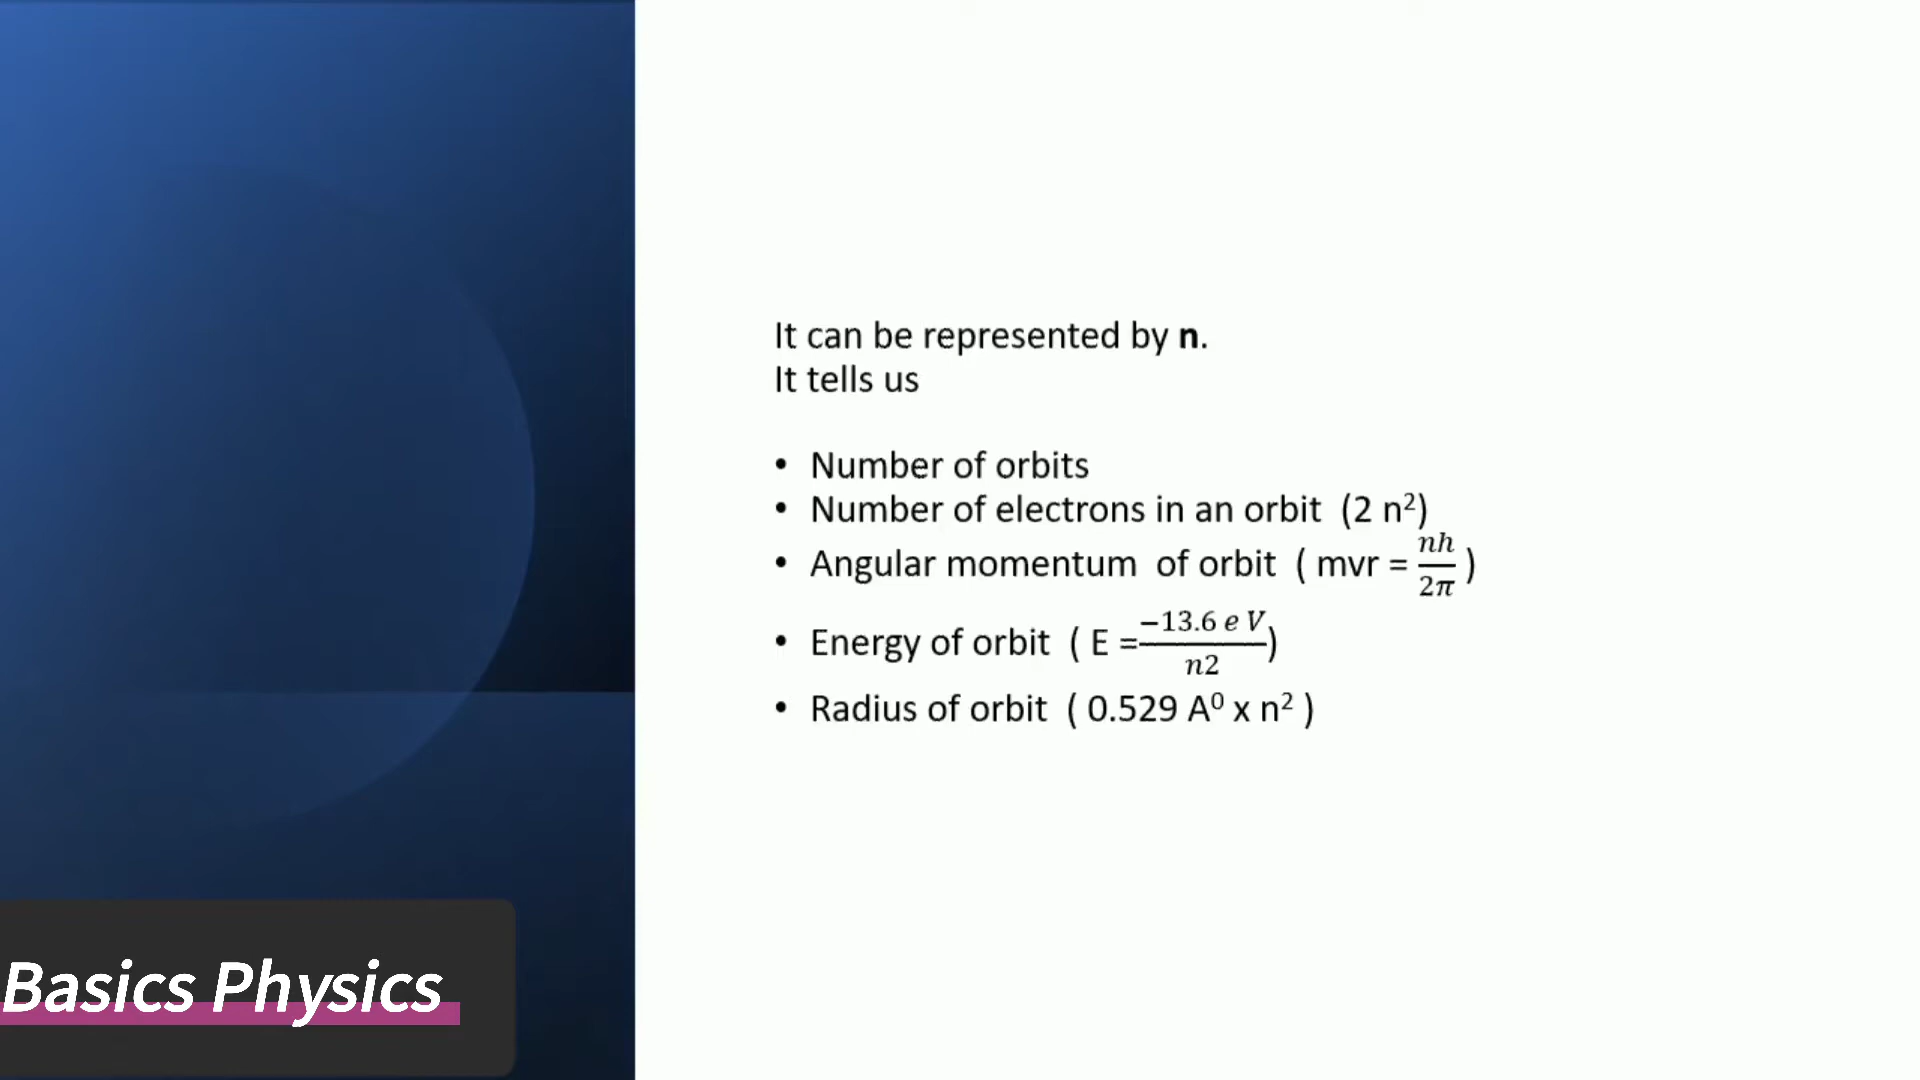 It can be represented by n.
It tells us
• Number of orbits
• Number of electrons in an orbit (2 n²)
• Angular momentum of orbit ( mvr = nh/2π )
• Energy of orbit ( E = −13.6 e V/n2)
• Radius of orbit ( 0.529 A⁰ x n² )
Basics Physics